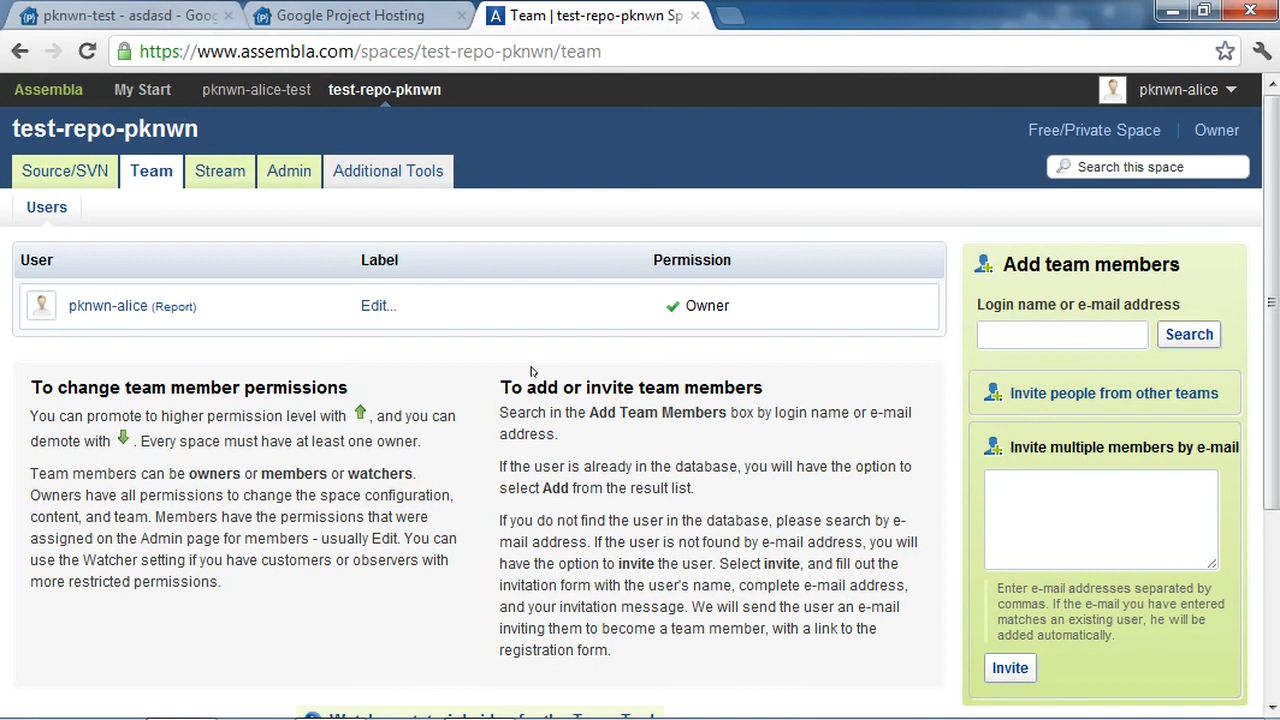 pknwn-test - asdasd - Goog
Google Project Hosting
Team | test-repo-pknwn Sp
https://www.assembla.com/spaces/test-repo-pknwn/team
Assembla My Start pknwn-alice-test test-repo-pknwn pknwn-alice
test-repo-pknwn
Free/Private Space | Owner
Source/SVN Team Stream Admin Additional Tools
Search this space
Users
User Label Permission
pknwn-alice (Report) Edit... Owner
To change team member permissions
You can promote to higher permission level with , and you can
demote with . Every space must have at least one owner.
Team members can be owners or members or watchers.
Owners have all permissions to change the space configuration,
content, and team. Members have the permissions that were
assigned on the Admin page for members - usually Edit. You can
use the Watcher setting if you have customers or observers with
more restricted permissions.
To add or invite team members
Search in the Add Team Members box by login name or e-mail
address.
If the user is already in the database, you will have the option to
select Add from the result list.
If you do not find the user in the database, please search by e-
mail address. If the user is not found by e-mail address, you will
have the option to invite the user. Select invite, and fill out the
invitation form with the user's name, complete e-mail address,
and your invitation message. We will send the user an e-mail
inviting them to become a team member, with a link to the
registration form.
Add team members
Login name or e-mail address
Search
Invite people from other teams
Invite multiple members by e-mail
Enter e-mail addresses separated by
commas. If the e-mail you have entered
matches an existing user, he will be
added automatically.
Invite